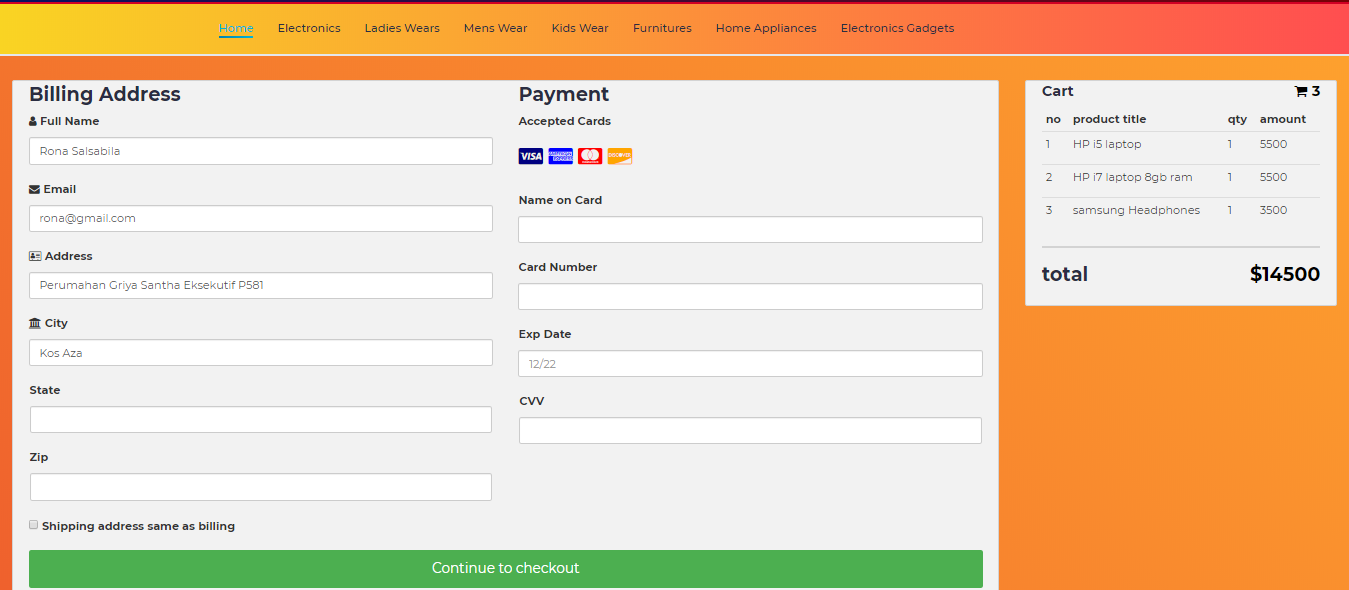 Home Electronics Ladies Wears Mens Wear Kids Wear Furnitures Home Appliances Electronics Gadgets
Billing Address
Full Name
Rona Salsabila
Email
rona@gmail.com
Address
Perumahan Griya Santha Eksekutif P581
City
Kos Aza
State
Zip
Shipping address same as billing
Payment
Accepted Cards
VISA AMERICAN EXPRESS DISCOVER
Name on Card
Card Number
Exp Date
12/22
CVV
Continue to checkout
Cart 3
no product title qty amount
1 HP i5 laptop 1 5500
2 HP i7 laptop 8gb ram 1 5500
3 samsung Headphones 1 3500
total $14500